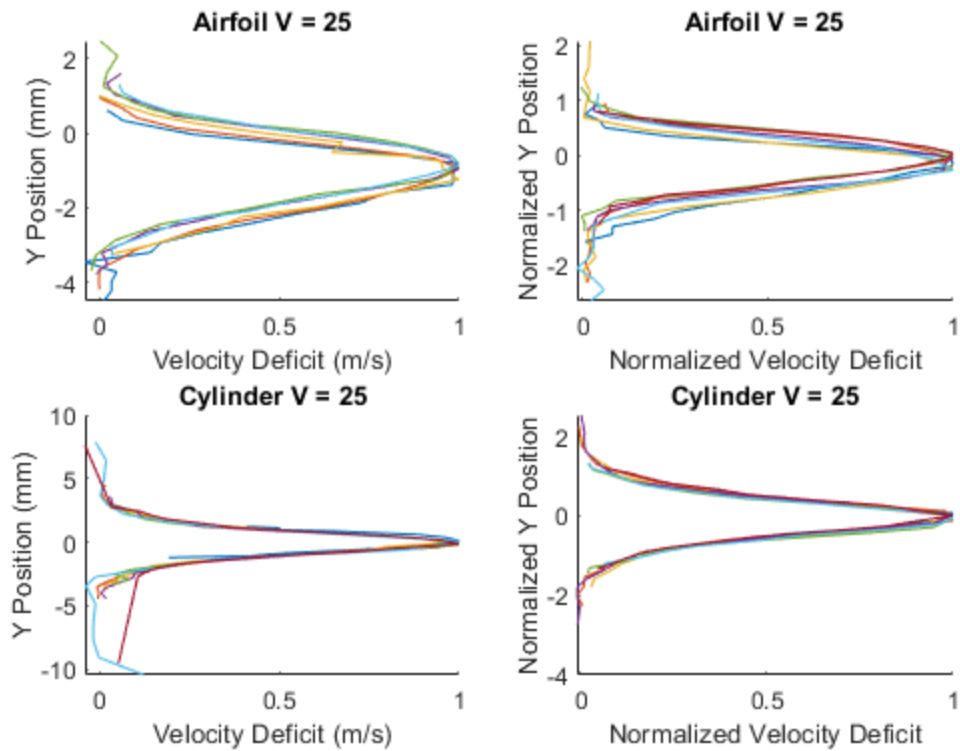 Airfoil V = 25
Y Position (mm)
2
0
-2
-4
0
0.5
1
Velocity Deficit (m/s)
Airfoil V = 25
Normalized Y Position
2
1
0
-1
-2
0
0.5
1
Normalized Velocity Deficit
Cylinder V = 25
Y Position (mm)
10
5
0
-5
-10
0
0.5
1
Velocity Deficit (m/s)
Cylinder V = 25
Normalized Y Position
2
0
-2
-4
0
0.5
1
Normalized Velocity Deficit